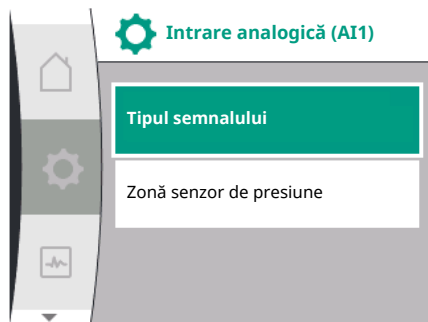 Intrare analogică (AI1)
Tipul semnalului
Zonă senzor de presiune